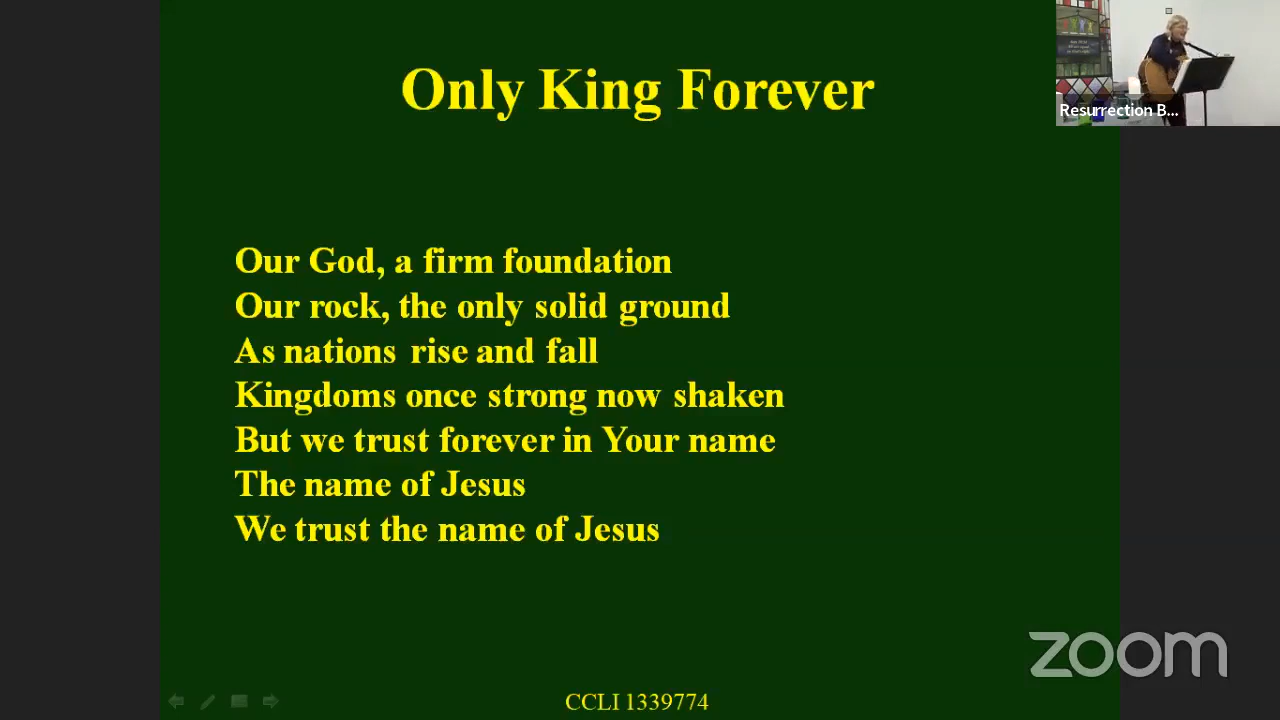 Only King Forever
Resurrection B...
Our God, a firm foundation
Our rock, the only solid ground
As nations rise and fall
Kingdoms once strong now shaken
But we trust forever in Your name
The name of Jesus
We trust the name of Jesus
zoom
CCLI 1339774